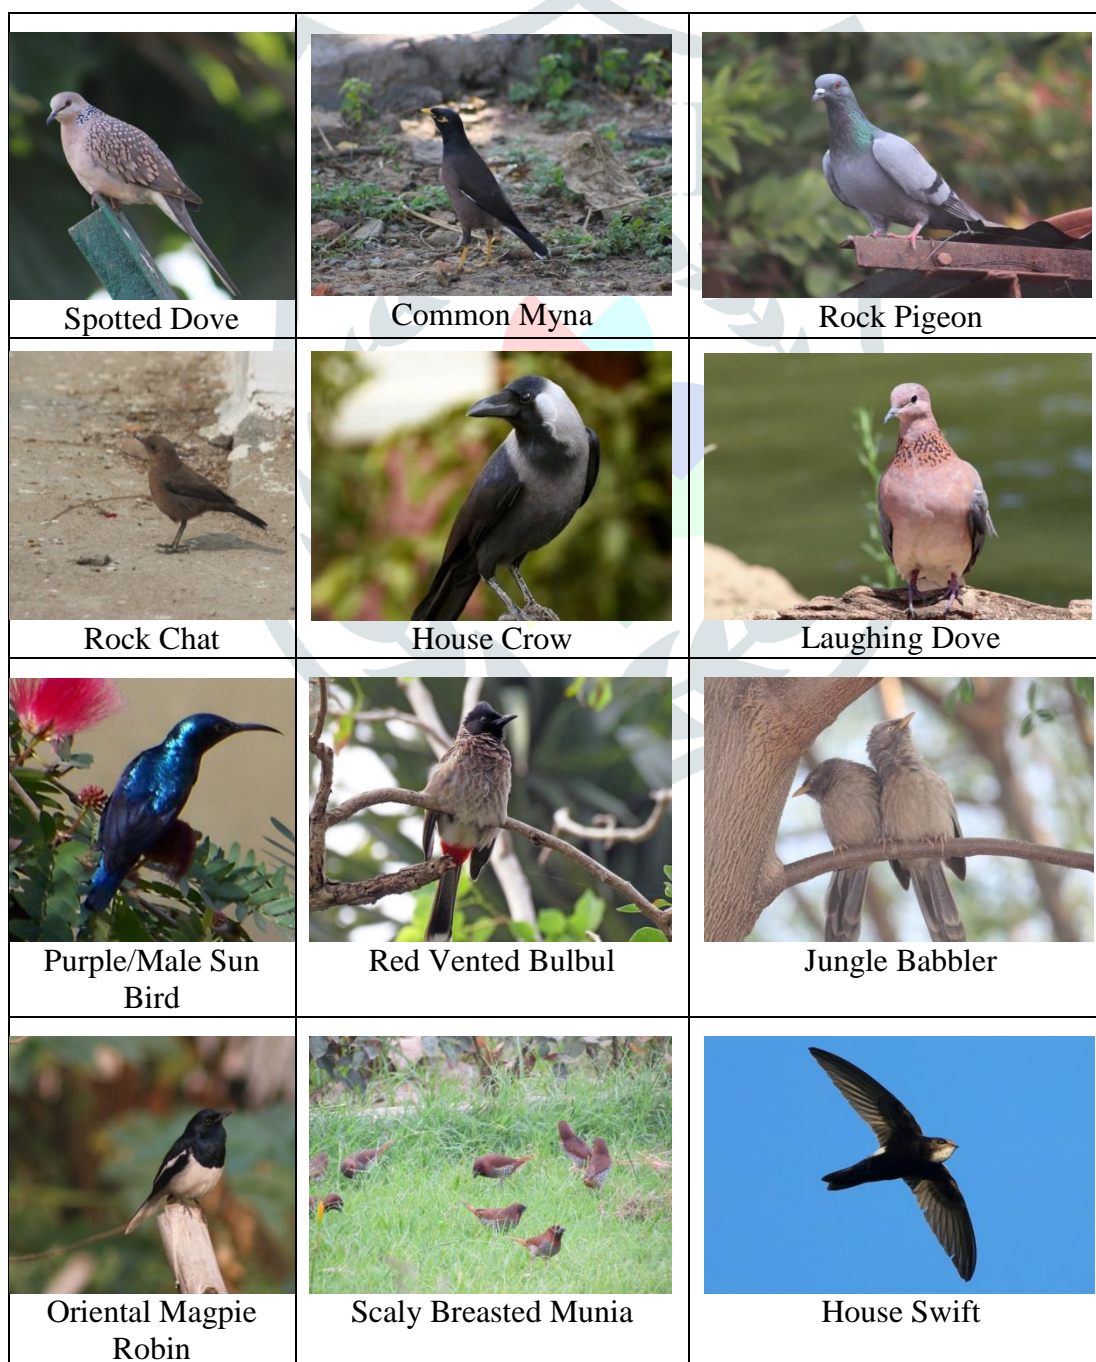 Spotted Dove
Common Myna
Rock Pigeon
Rock Chat
House Crow
Laughing Dove
Purple/Male Sun
Bird
Red Vented Bulbul
Jungle Babbler
Oriental Magpie
Robin
Scaly Breasted Munia
House Swift